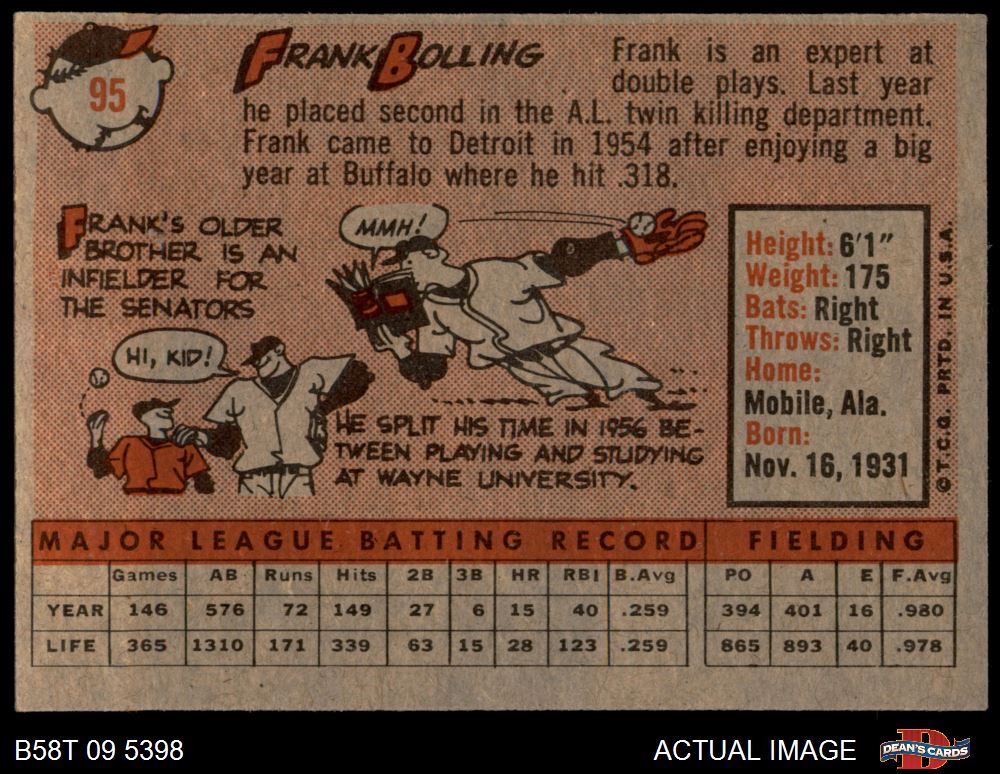 95
FRANK BOLLING
Frank is an expert at
double plays. Last year
he placed second in the A.L. twin killing department.
Frank came to Detroit in 1954 after enjoying a big
year at Buffalo where he hit .318.
FRANK'S OLDER
BROTHER IS AN
INFIELDER FOR
THE SENATORS
HI, KID!
MMH!
HE SPLIT HIS TIME IN 1956 BE-
TWEEN PLAYING AND STUDYING
AT WAYNE UNIVERSITY.
Height: 6'1"
Weight: 175
Bats: Right
Throws: Right
Home:
Mobile, Ala.
Born:
Nov. 16, 1931
© T.C.G. PRTD. IN U.S.A.
MAJOR LEAGUE BATTING RECORD FIELDING
Games AB Runs Hits 2B 3B HR RBI B.Avg PO A E F.Avg
YEAR 146 576 72 149 27 6 15 40 .259 394 401 16 .980
LIFE 365 1310 171 339 63 15 28 123 .259 865 893 40 .978
B58T 09 5398 ACTUAL IMAGE DEAN'S CARDS